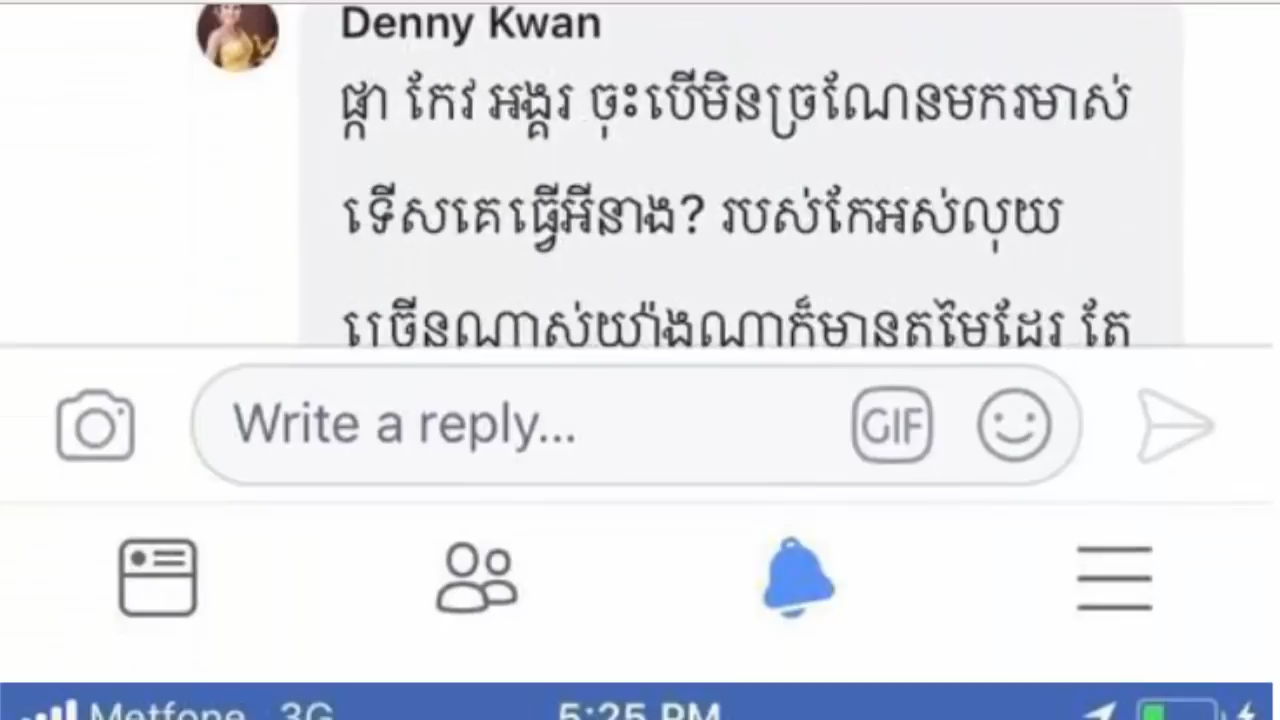 Denny Kwan
ផ្កា កែវ អង្គរ ចុះបើមិនច្រណែនមករមាស់
ទើសគេធ្វើអីនាង? របស់កែអស់លុយ
ច្រើនណាស់យ៉ាងណាក៏មានតម្លៃដែរ តែ
Write a reply...
GIF
Metfone 3G
5:25 PM